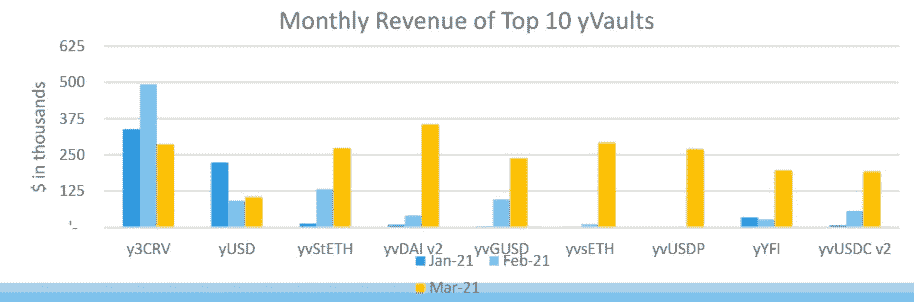 Monthly Revenue of Top 10 yVaults
$ in thousands
625
500
375
250
125
'-
y3CRV yUSD yvStETH yvDAI v2 yvGUSD yvsETH yvUSDP yYFI yvUSDC v2
Jan-21 Feb-21
Mar-21